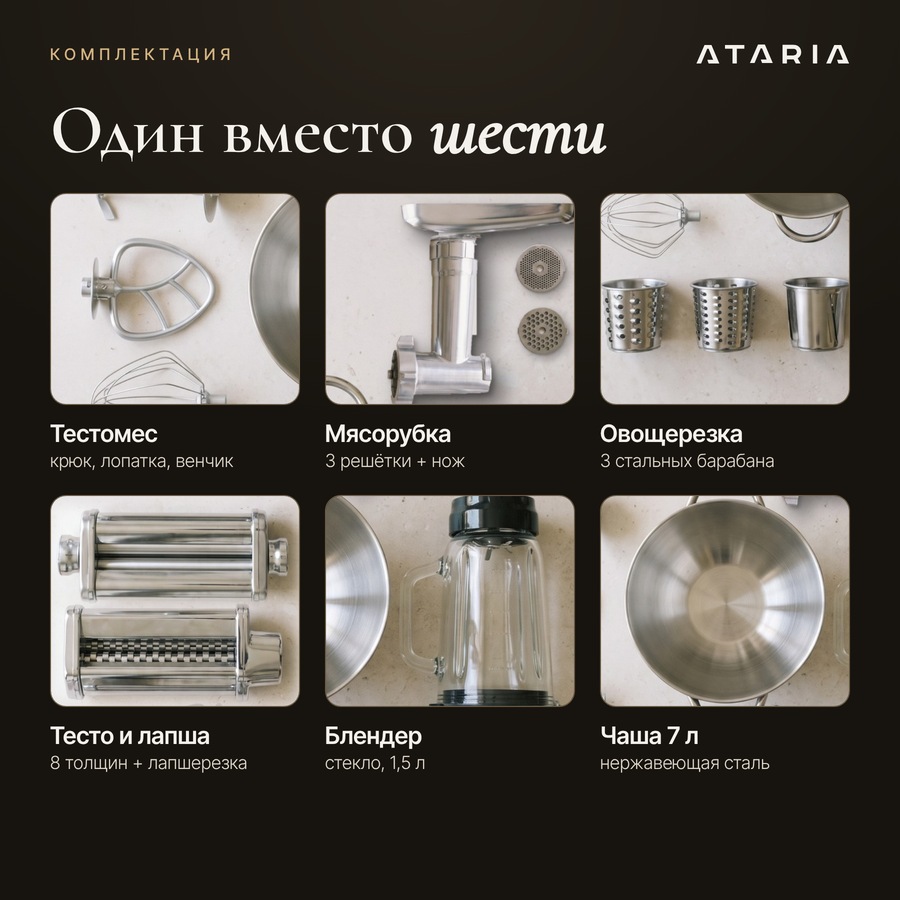 КОМПЛЕКТАЦИЯ
ATARIA
Один вместо шести
Тестомес
крюк, лопатка, венчик
Мясорубка
3 решётки + нож
Овощерезка
3 стальных барабана
Тесто и лапша
8 толщин + лапшерезка
Блендер
стекло, 1,5 л
Чаша 7 л
нержавеющая сталь